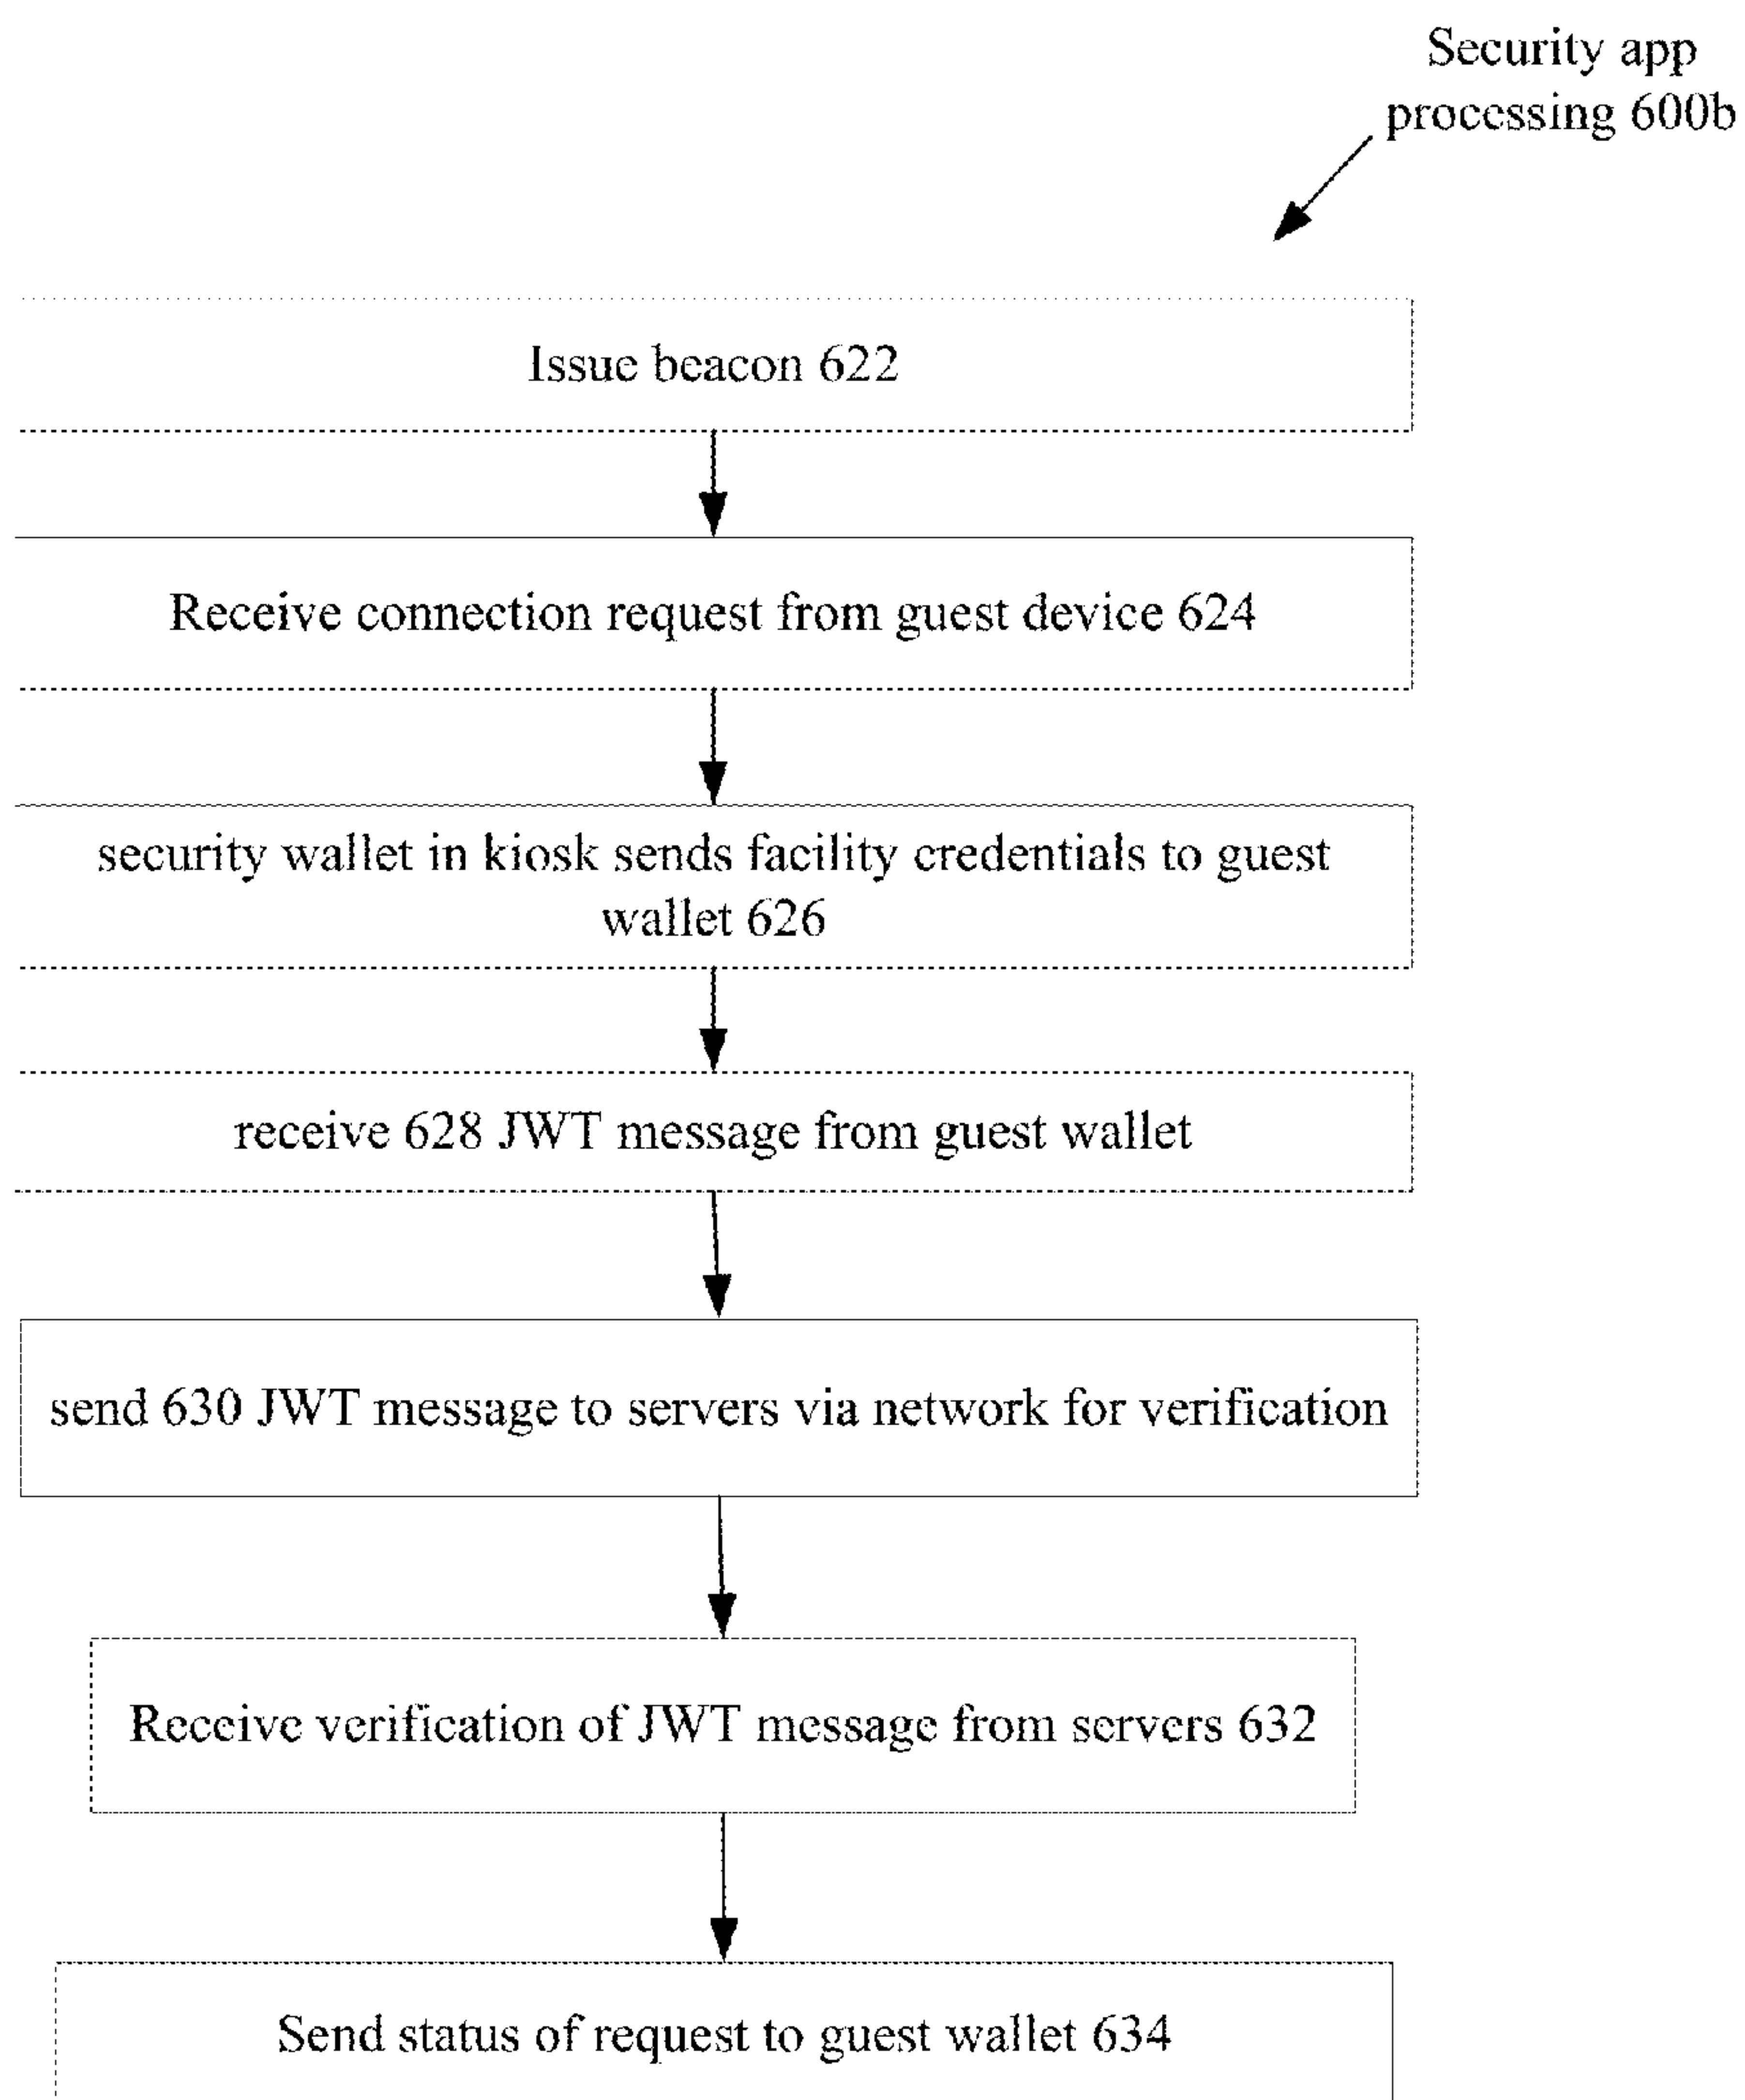 Security app
processing 600b
Issue beacon 622
Receive connection request from guest device 624
security wallet in kiosk sends facility credentials to guest
wallet 626
receive 628 JWT message from guest wallet
send 630 JWT message to servers via network for verification
Receive verification of JWT message from servers 632
Send status of request to guest wallet 634